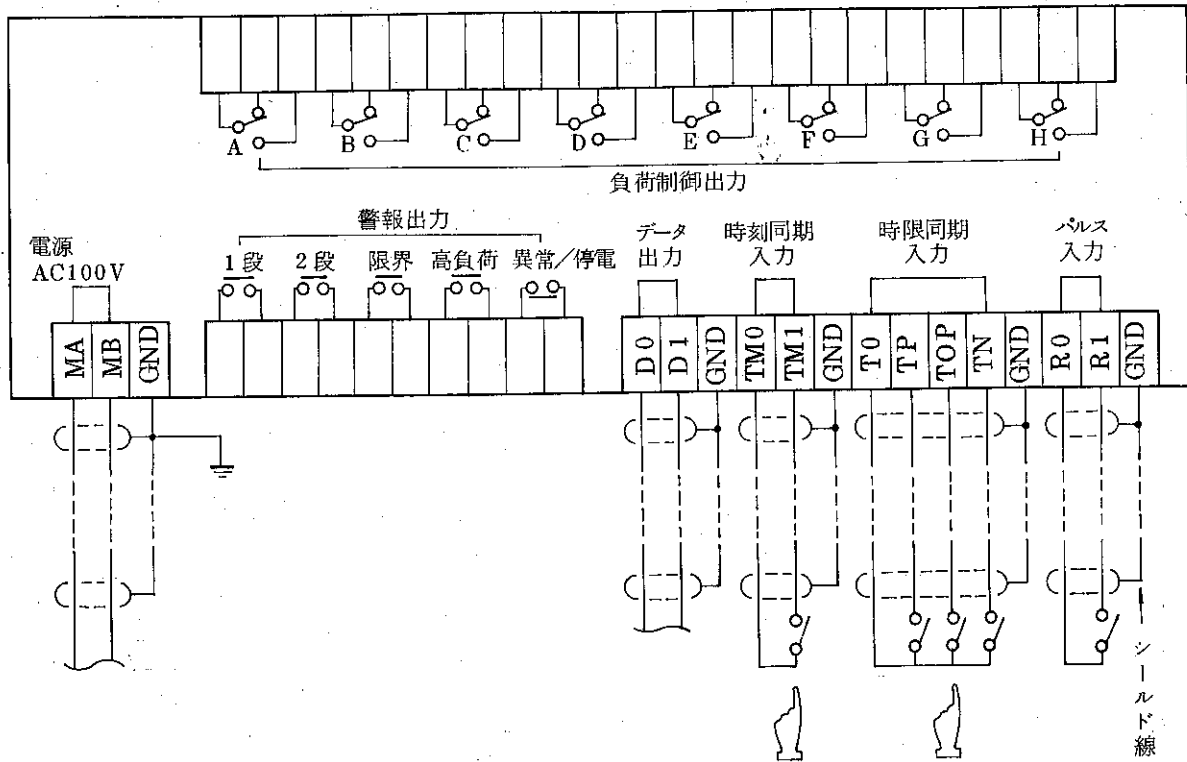 A B C D E F G H
負荷制御出力
警報出力
電源
AC100V
1段 2段 限界 高負荷 異常/停電
データ
出力
時刻同期
入力
時限同期
入力
パルス
入力
MA MB GND
D0 D1 GND TM0 TM1 GND T0 TP TOP TN GND R0 R1 GND
シールド線